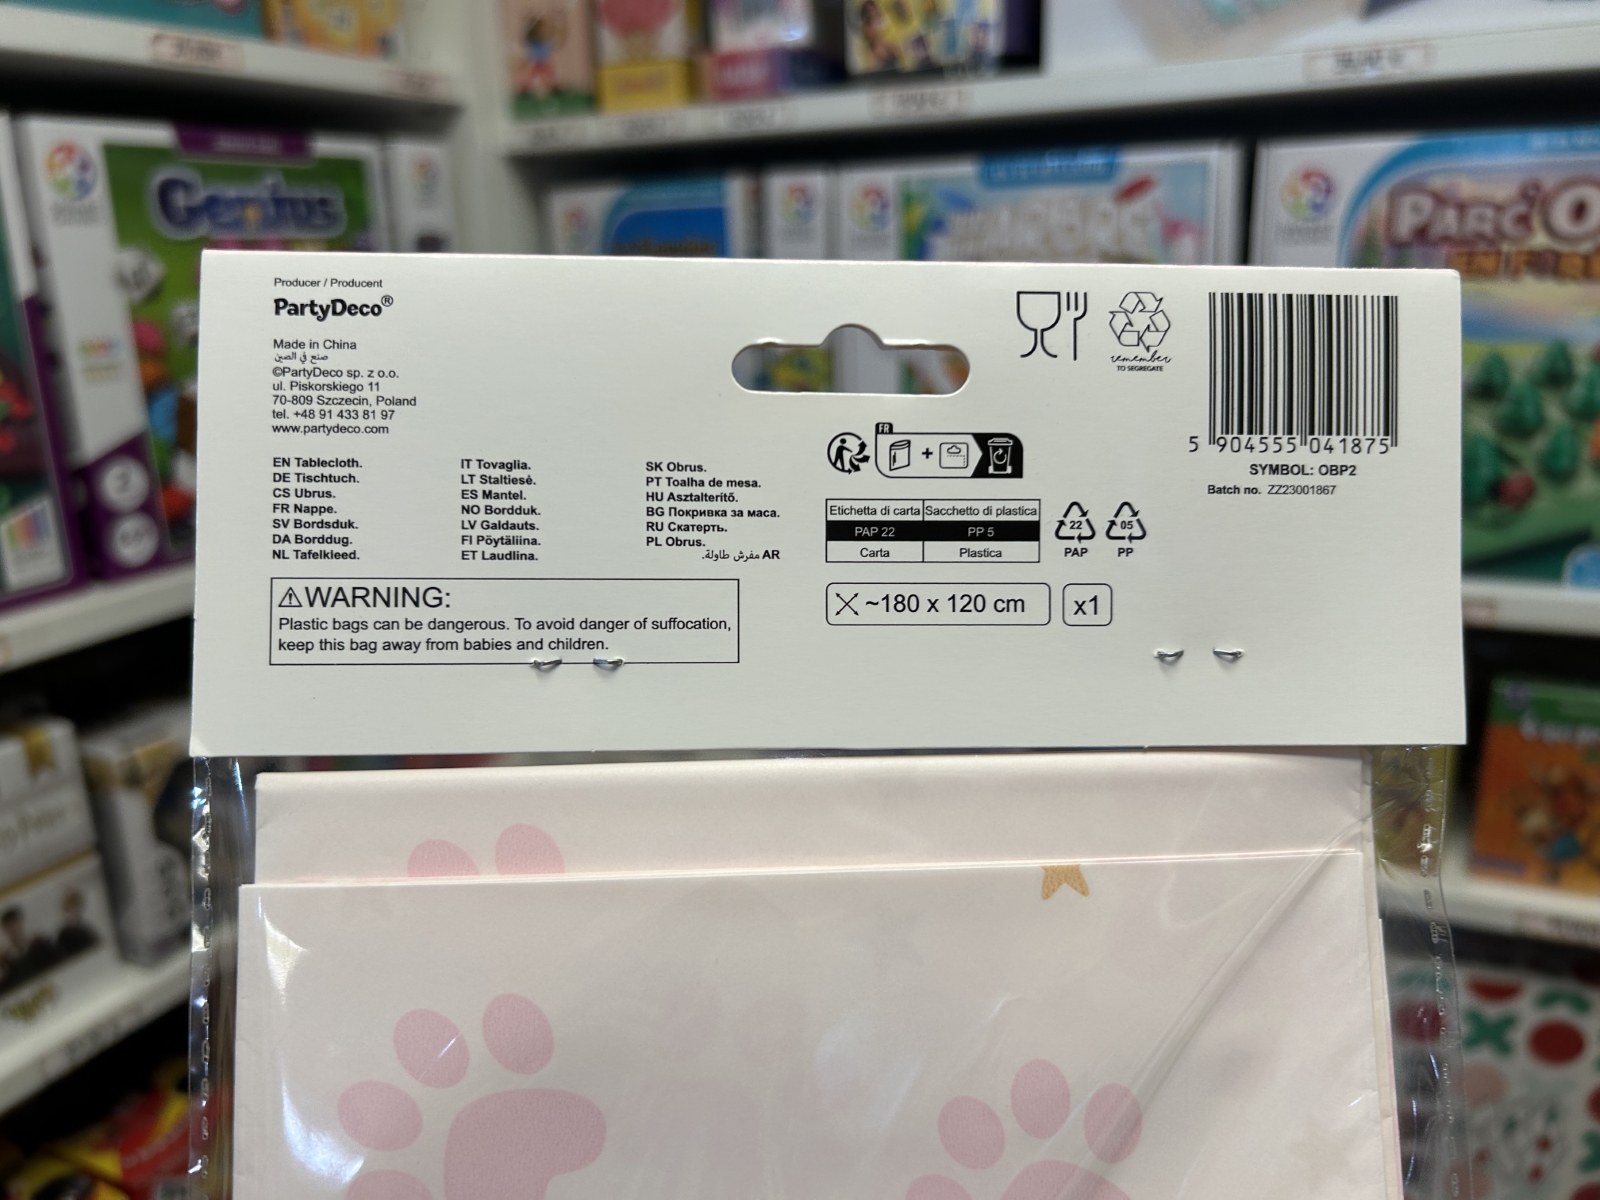 Genius
PARC
Producer / Producent
PartyDeco®
Made in China
صنع في الصين
©PartyDeco sp. z o.o.
ul. Piskorskiego 11
70-809 Szczecin, Poland
tel. +48 91 433 81 97
www.partydeco.com
EN Tablecloth.
DE Tischtuch.
CS Ubrus.
FR Nappe.
SV Bordsduk.
DA Borddug.
NL Tafelkleed.
IT Tovaglia.
LT Staltiesė.
ES Mantel.
NO Bordduk.
LV Galdauts.
FI Pöytäliina.
ET Laudlina.
SK Obrus.
PT Toalha de mesa.
HU Asztalterítő.
BG Покривка за маса.
RU Скатерть.
PL Obrus.
AR مفرش طاولة.
⚠WARNING:
Plastic bags can be dangerous. To avoid danger of suffocation,
keep this bag away from babies and children.
remember
TO SEGREGATE
FR
Etichetta di carta Sacchetto di plastica
PAP 22 PP 5
Carta Plastica
22
PAP
05
PP
~180 x 120 cm
x1
5 904555 041875
SYMBOL: OBP2
Batch no. ZZ23001867